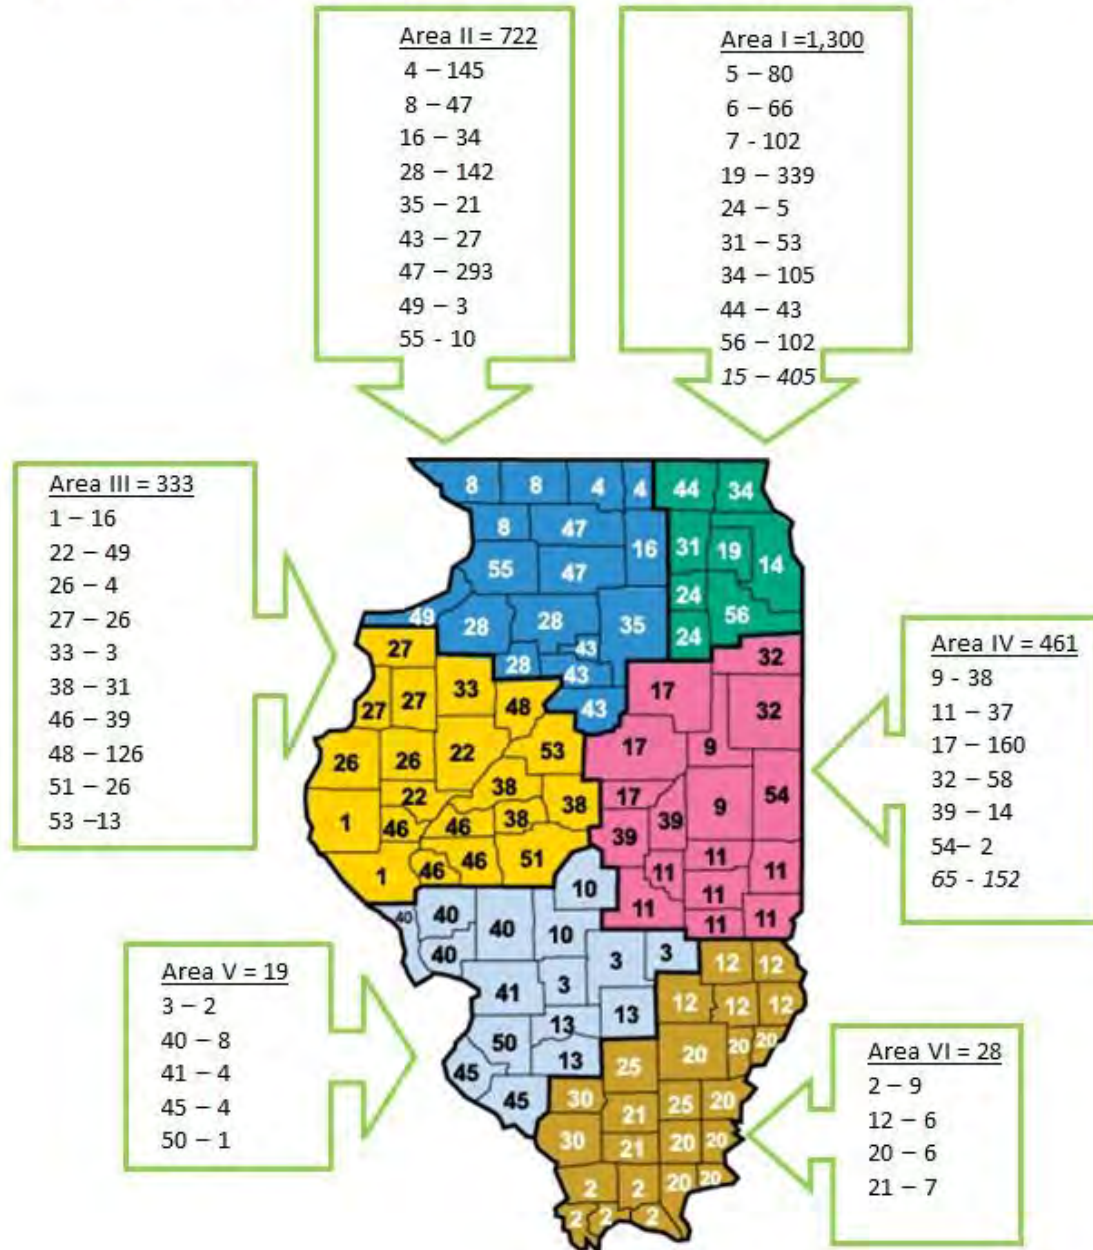 Area II = 722
4 – 145
8 – 47
16 – 34
28 – 142
35 – 21
43 – 27
47 – 293
49 – 3
55 - 10
Area I =1,300
5 – 80
6 – 66
7 - 102
19 – 339
24 – 5
31 – 53
34 – 105
44 – 43
56 – 102
15 – 405
Area III = 333
1 – 16
22 – 49
26 – 4
27 – 26
33 – 3
38 – 31
46 – 39
48 – 126
51 – 26
53 –13
Area IV = 461
9 - 38
11 – 37
17 – 160
32 – 58
39 – 14
54– 2
65 - 152
Area V = 19
3 – 2
40 – 8
41 – 4
45 – 4
50 – 1
Area VI = 28
2 – 9
12 – 6
20 – 6
21 – 7
8 8 4 4 44 34
8 47 16 31 19 14
55 47 24 56
49 28 28 35 24
27 28 43 43 32
27 27 33 48 43 17 32
26 26 22 53 17 9
1 22 38 38 17 9 54
46 46 38 39 39
1 46 46 51 11 11 11
10 11 11 11 11
40 40 40 10
40 3 3 12 12
41 3 13 12 12 12
50 13 13 20 20 20
45 45 25
30 21 25 20
30 21 20 20
2 2 20 20
2 2 2